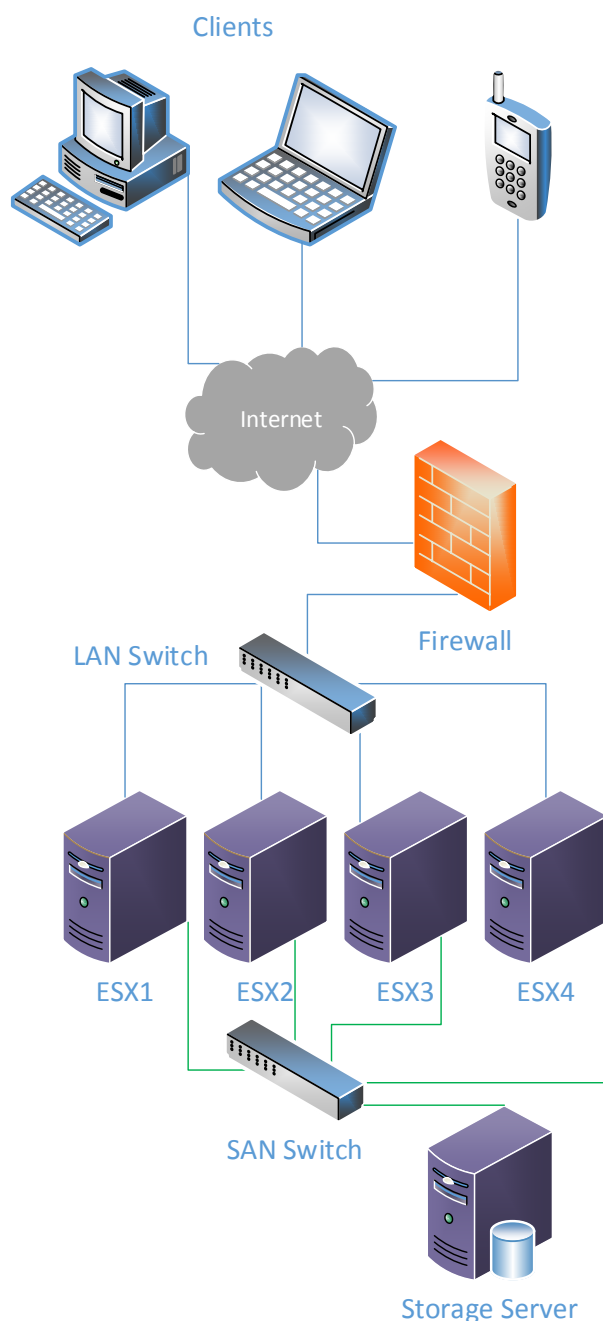 Clients
Internet
Firewall
LAN Switch
ESX1
ESX2
ESX3
ESX4
SAN Switch
Storage Server